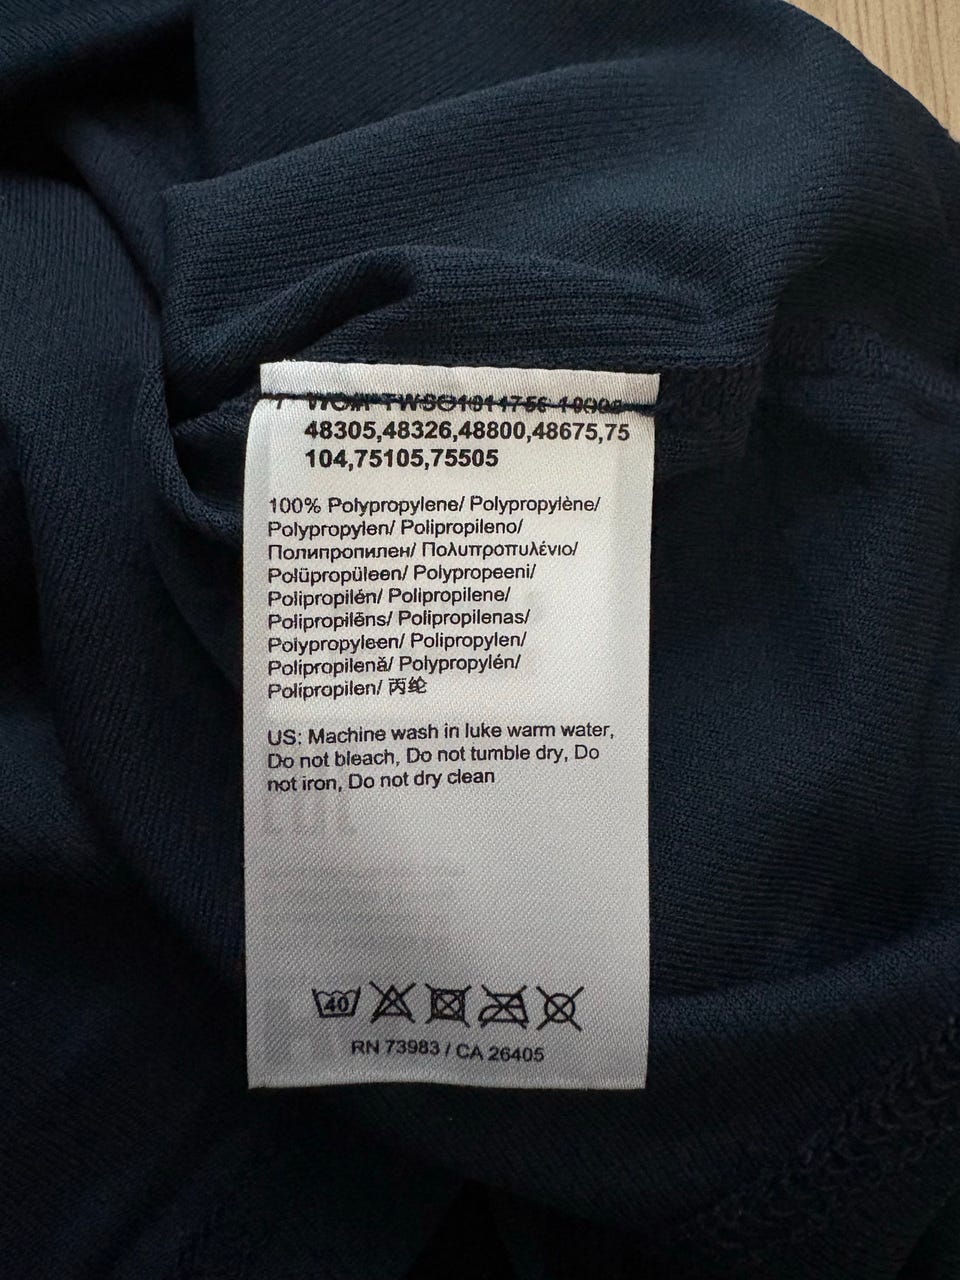 48305,48326,48800,48675,75
104,75105,75505
100% Polypropylene/ Polypropylène/
Polypropylen/ Polipropileno/
Полипропилен/ Πολυπροπυλένιο/
Polüpropüleen/ Polypropeeni/
Polipropilén/ Polipropilene/
Polipropilēns/ Polipropilenas/
Polypropyleen/ Polipropylen/
Polipropilenă/ Polypropylén/
Polipropilen/ 丙纶
US: Machine wash in luke warm water,
Do not bleach, Do not tumble dry, Do
not iron, Do not dry clean
40
RN 73983 / CA 26405